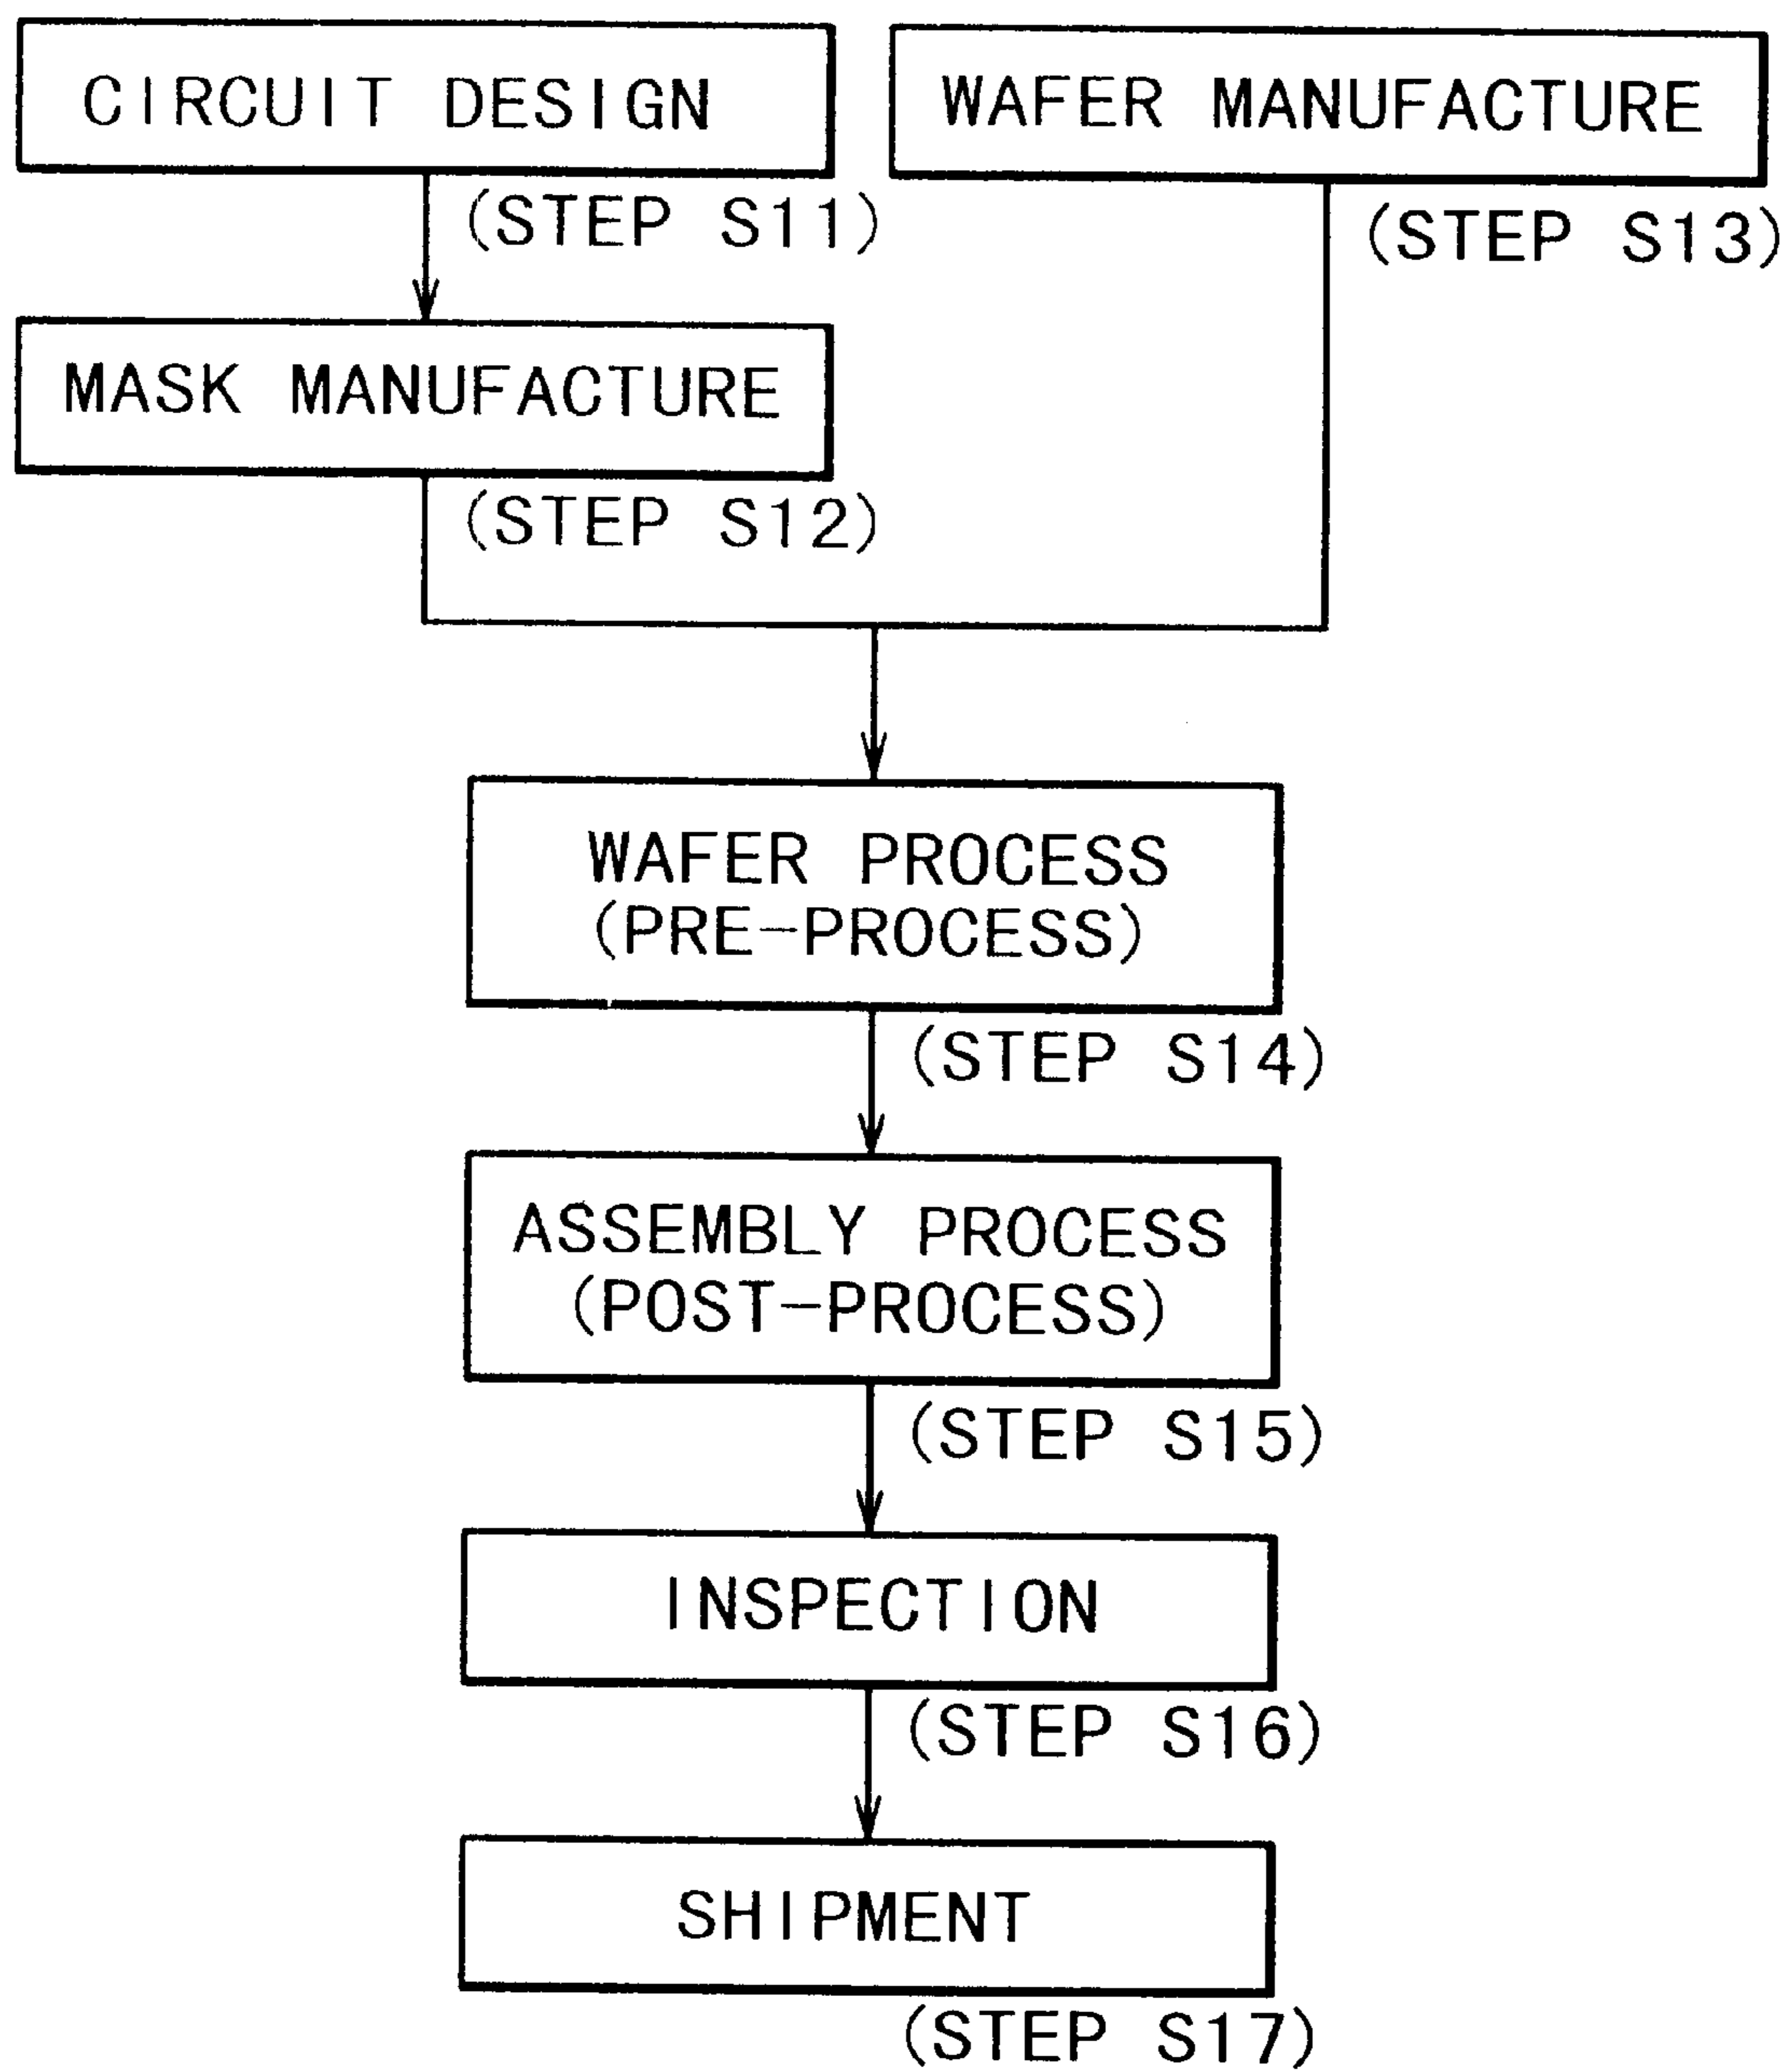 CIRCUIT DESIGN
(STEP S11)
WAFER MANUFACTURE
(STEP S13)
MASK MANUFACTURE
(STEP S12)
WAFER PROCESS
(PRE-PROCESS)
(STEP S14)
ASSEMBLY PROCESS
(POST-PROCESS)
(STEP S15)
INSPECTION
(STEP S16)
SHIPMENT
(STEP S17)